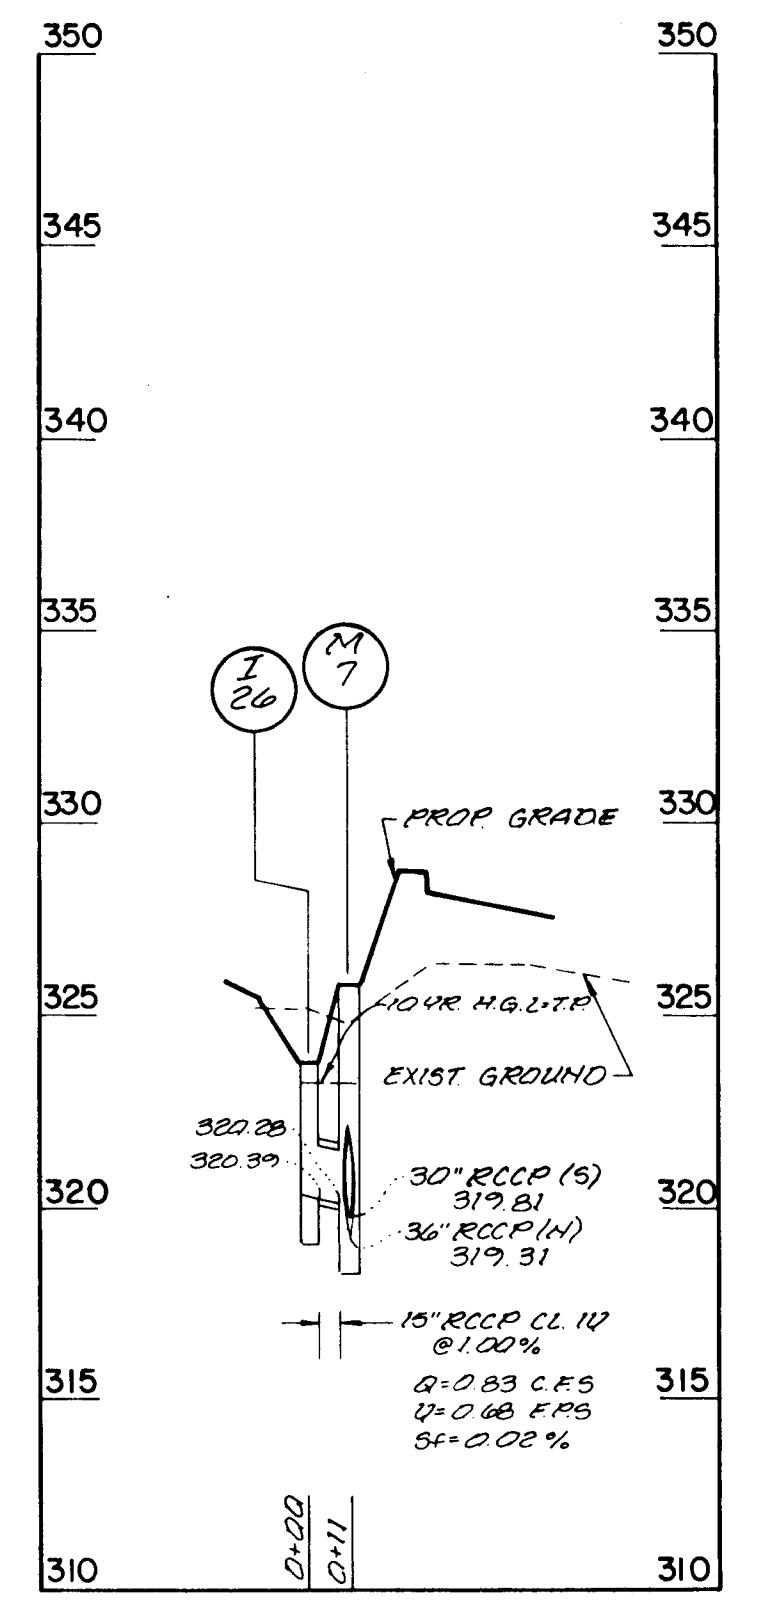 350 350
345 345
340 340
335 335
I
26
M
7
330 330
PROP. GRADE
325 325
10 YR. H.G.L=T.P.
EXIST. GROUND
320.28
320.39
320 320
30" RCCP (S)
319.81
36" RCCP (N)
319.31
15" RCCP CL. IV
@ 1.00%
315 315
Q=0.83 C.F.S
V=0.68 F.P.S
Sf=0.02%
0+00
0+11
310 310